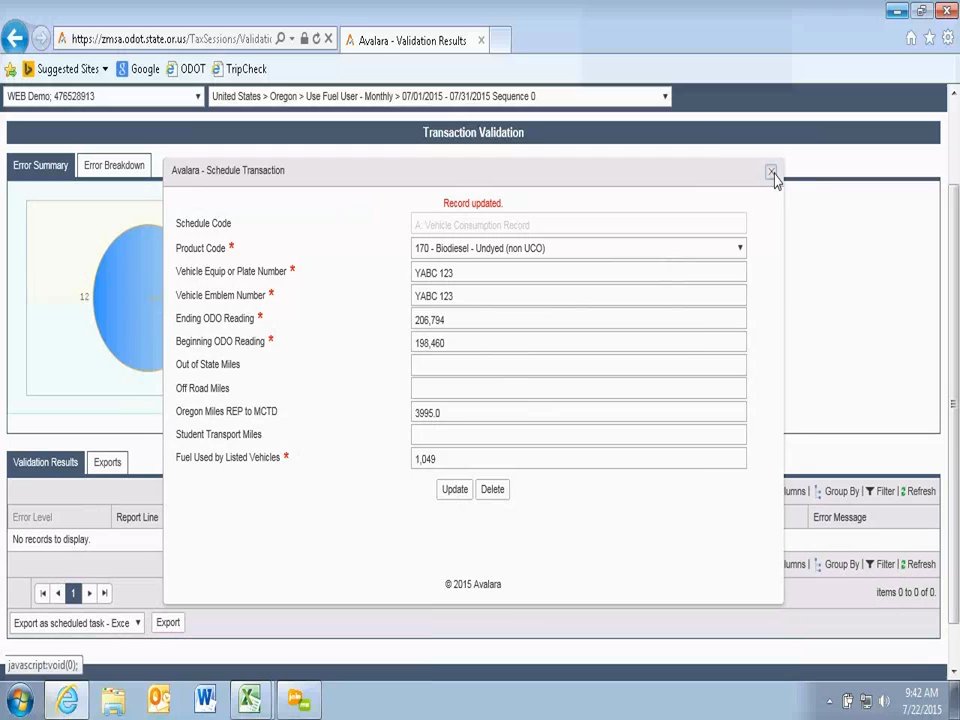 https://zmsa.odot.state.or.us/TaxSessions/Validati
Avalara - Validation Results
Suggested Sites Google ODOT TripCheck
WEB Demo; 476528913
United States > Oregon > Use Fuel User - Monthly > 07/01/2015 - 07/31/2015 Sequence 0
Transaction Validation
Error Summary Error Breakdown
Avalara - Schedule Transaction
Record updated.
Schedule Code A: Vehicle Consumption Record
Product Code * 170 - Biodiesel - Undyed (non UCO)
Vehicle Equip or Plate Number * YABC 123
12
Vehicle Emblem Number * YABC 123
Ending ODO Reading * 206,794
Beginning ODO Reading * 198,460
Out of State Miles
Off Road Miles
Oregon Miles REP to MCTD 3995.0
Student Transport Miles
Fuel Used by Listed Vehicles * 1,049
Validation Results Exports
Update Delete
lumns | Group By | Filter | Refresh
Error Level Report Line Error Message
No records to display.
lumns | Group By | Filter | Refresh
© 2015 Avalara
1 items 0 to 0 of 0.
Export as scheduled task - Exce Export
javascript:void(0);
9:42 AM
7/22/2015